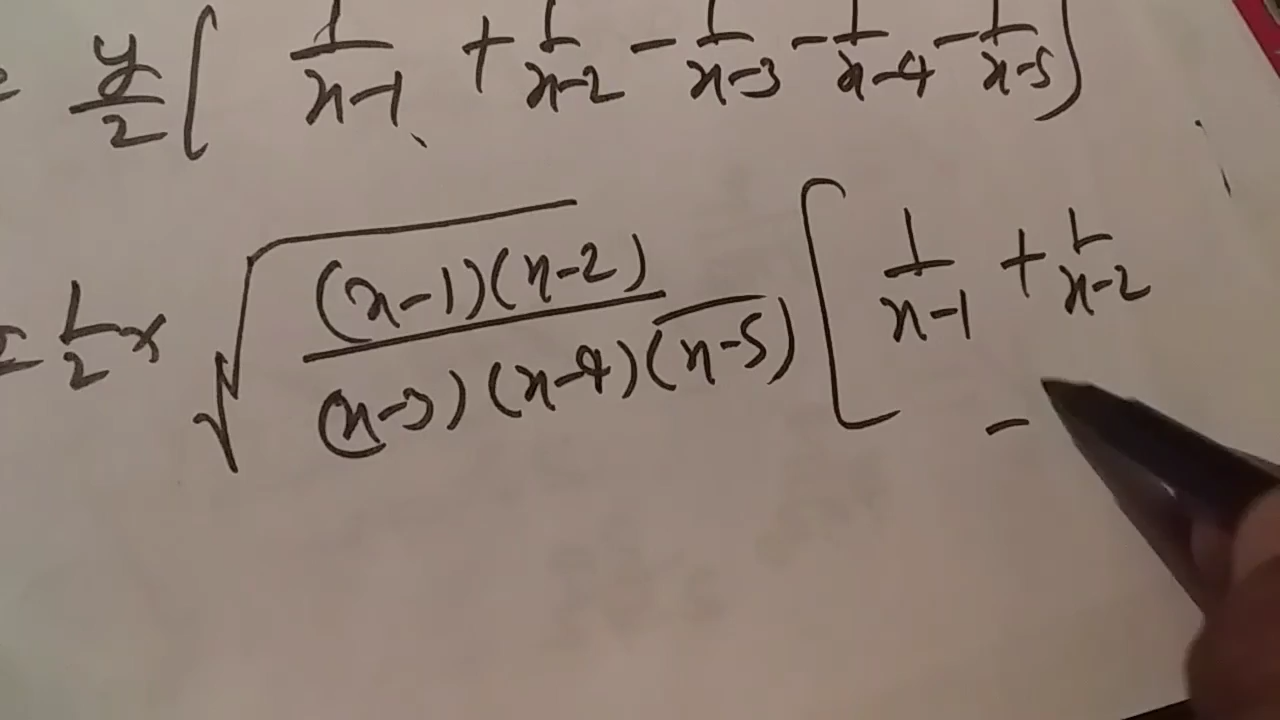 = y/2 [ 1/(x-1) + 1/(x-2) - 1/(x-3) - 1/(x-4) - 1/(x-5) ]
= 1/2 × √((x-1)(x-2)/(x-3)(x-4)(x-5)) [ 1/(x-1) + 1/(x-2)
-